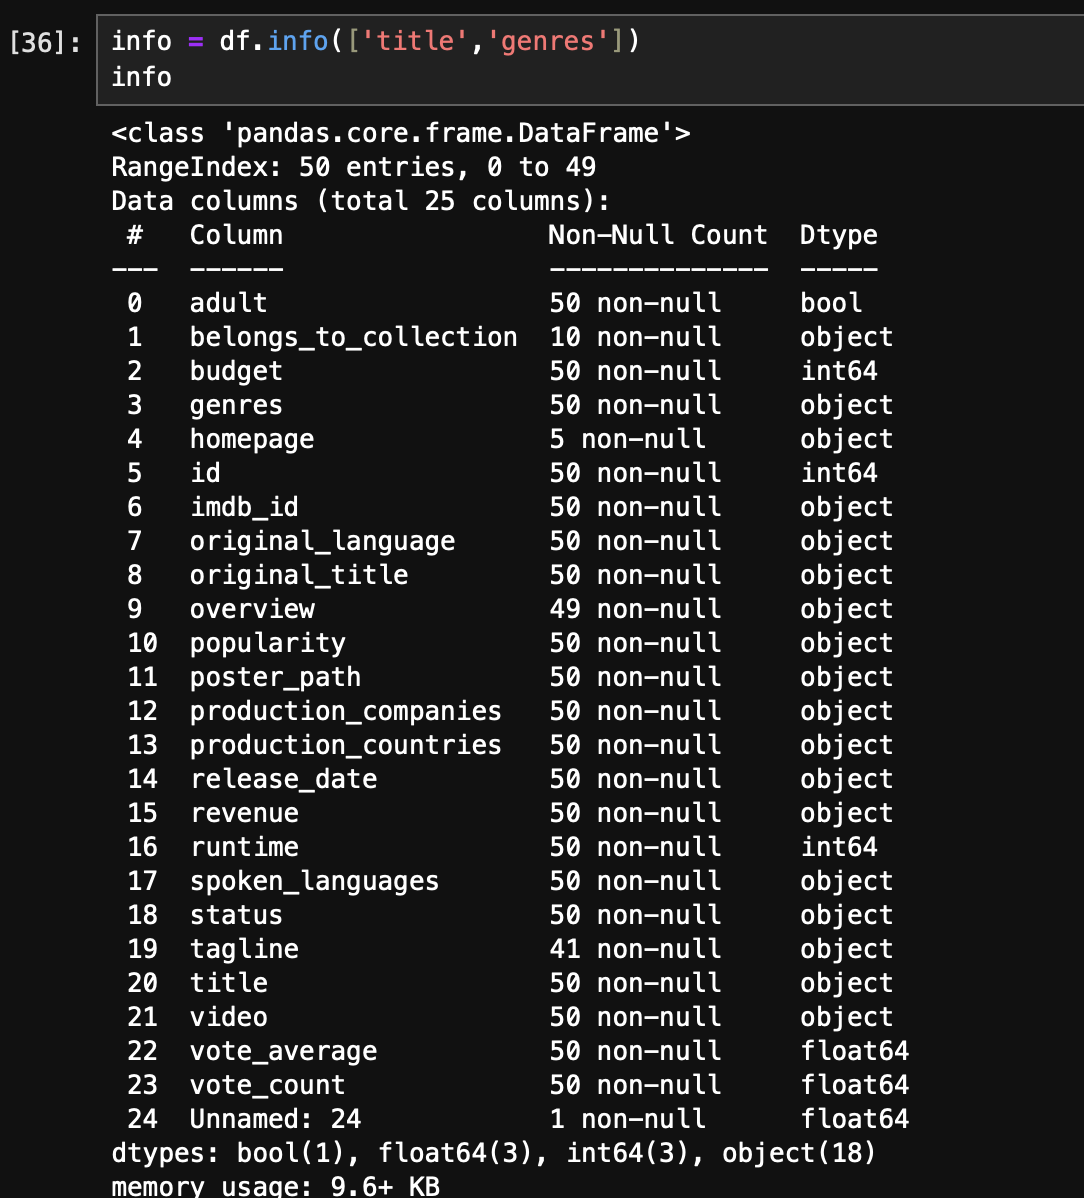 [36]: info = df.info(['title','genres'])
info
<class 'pandas.core.frame.DataFrame'>
RangeIndex: 50 entries, 0 to 49
Data columns (total 25 columns):
 #   Column                 Non-Null Count  Dtype
---  ------                 --------------  -----
 0   adult                  50 non-null     bool
 1   belongs_to_collection  10 non-null     object
 2   budget                 50 non-null     int64
 3   genres                 50 non-null     object
 4   homepage               5 non-null      object
 5   id                     50 non-null     int64
 6   imdb_id                50 non-null     object
 7   original_language      50 non-null     object
 8   original_title         50 non-null     object
 9   overview               49 non-null     object
 10  popularity             50 non-null     object
 11  poster_path            50 non-null     object
 12  production_companies   50 non-null     object
 13  production_countries   50 non-null     object
 14  release_date           50 non-null     object
 15  revenue                50 non-null     object
 16  runtime                50 non-null     int64
 17  spoken_languages       50 non-null     object
 18  status                 50 non-null     object
 19  tagline                41 non-null     object
 20  title                  50 non-null     object
 21  video                  50 non-null     object
 22  vote_average           50 non-null     float64
 23  vote_count             50 non-null     float64
 24  Unnamed: 24            1 non-null      float64
dtypes: bool(1), float64(3), int64(3), object(18)
memory usage: 9.6+ KB